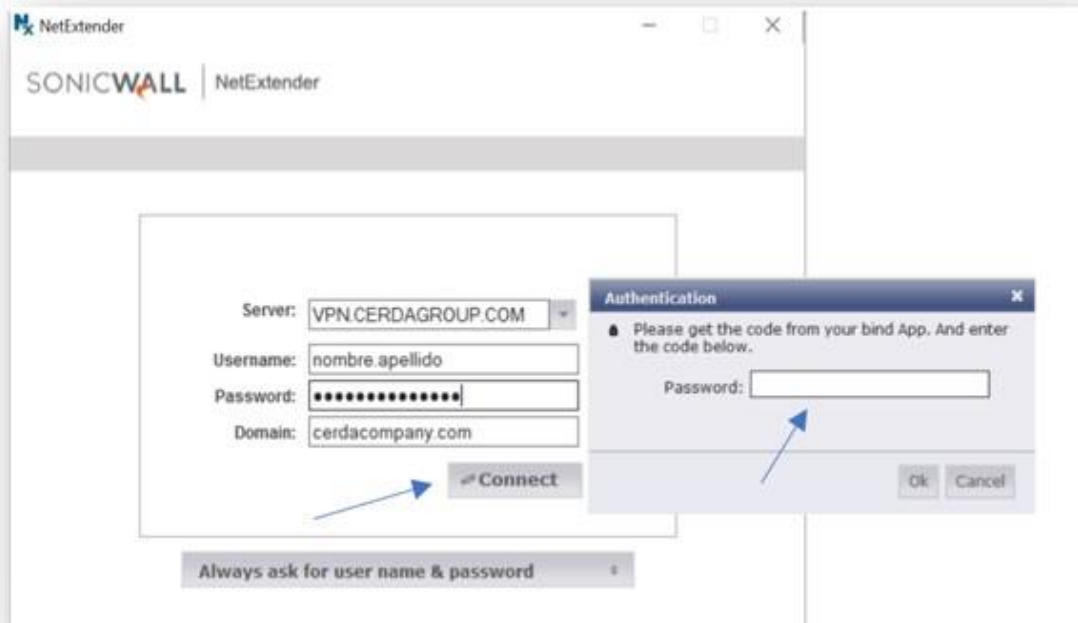 NetExtender
SONICWALL | NetExtender
Server: VPN.CERDAGROUP.COM
Username: nombre.apellido
Password: ••••••••••••••
Domain: cerdacompany.com
Connect
Always ask for user name & password
Authentication
Please get the code from your bind App. And enter
the code below.
Password:
Ok Cancel